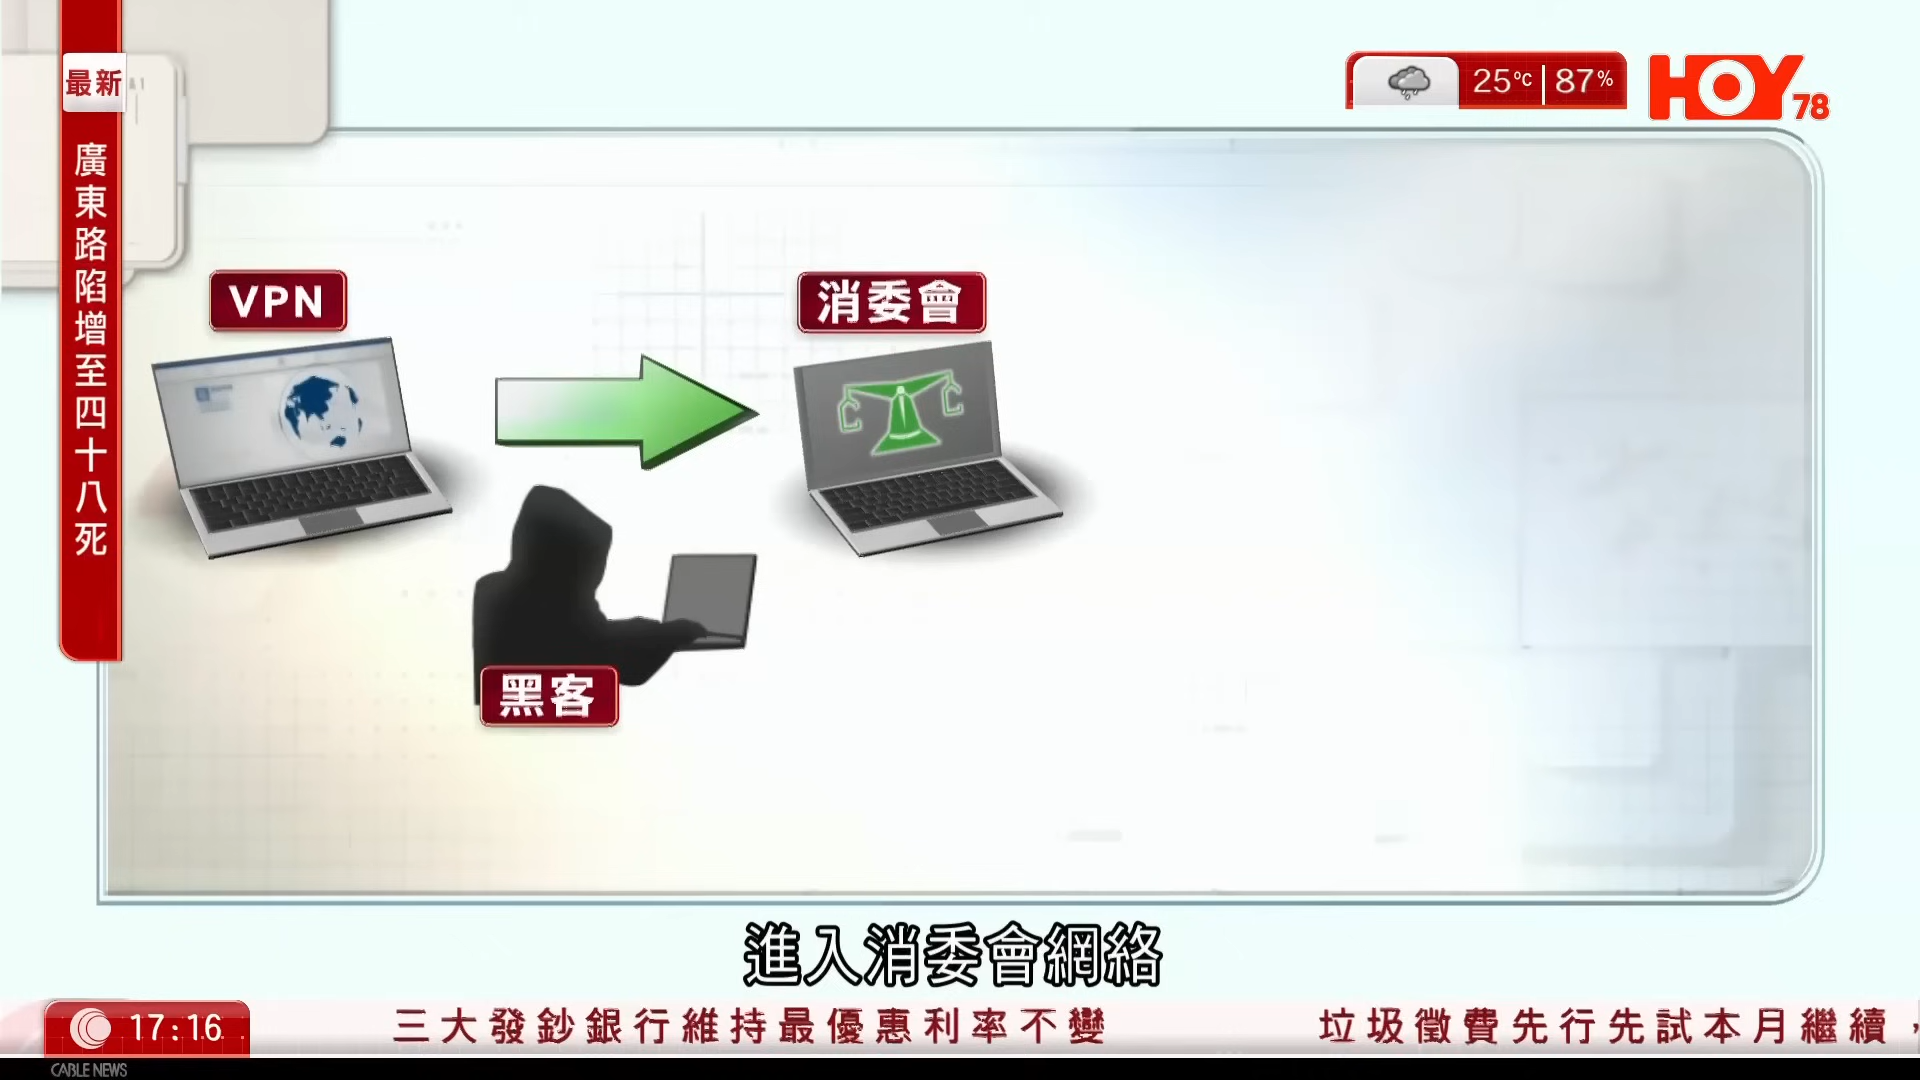 最新
廣東路陷增至四十八死
25°C 87%
HOY 78
VPN
消委會
黑客
進入消委會網絡
17:16
三大發鈔銀行維持最優惠利率不變
垃圾徵費先行先試本月繼續
CABLE NEWS